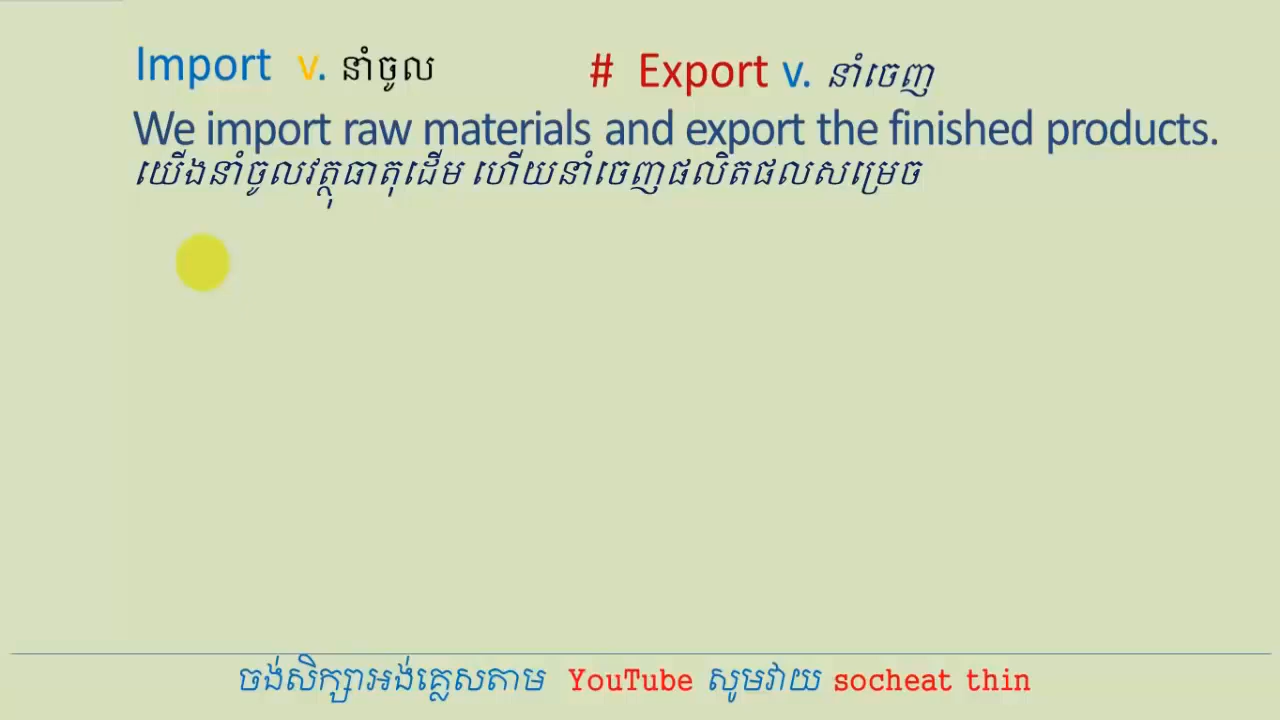 Import v. នាំចូល # Export v. នាំចេញ
We import raw materials and export the finished products.
យើងនាំចូលវត្ថុធាតុដើម ហើយនាំចេញផលិតផលសម្រេច
ចង់សិក្សាអង់គ្លេសតាម YouTube សូមវាយ socheat thin